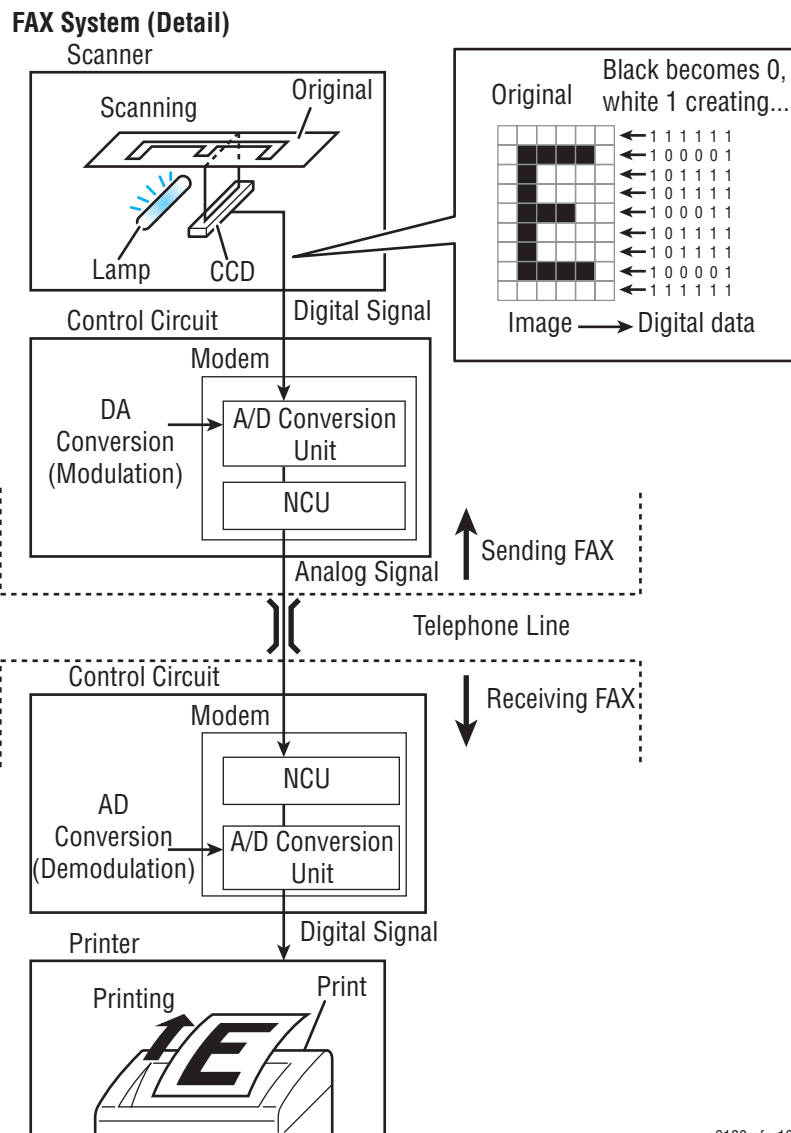 FAX System (Detail)
Scanner
Scanning
Original
Lamp
CCD
Original
Black becomes 0,
white 1 creating...
1 1 1 1 1 1
1 0 0 0 0 1
1 0 1 1 1 1
1 0 1 1 1 1
1 0 0 0 1 1
1 0 1 1 1 1
1 0 1 1 1 1
1 0 0 0 0 1
1 1 1 1 1 1
Image
Digital data
Digital Signal
Control Circuit
Modem
DA
Conversion
(Modulation)
A/D Conversion
Unit
NCU
Sending FAX
Analog Signal
Telephone Line
Control Circuit
Receiving FAX
Modem
NCU
AD
Conversion
(Demodulation)
A/D Conversion
Unit
Digital Signal
Printer
Printing
Print
E